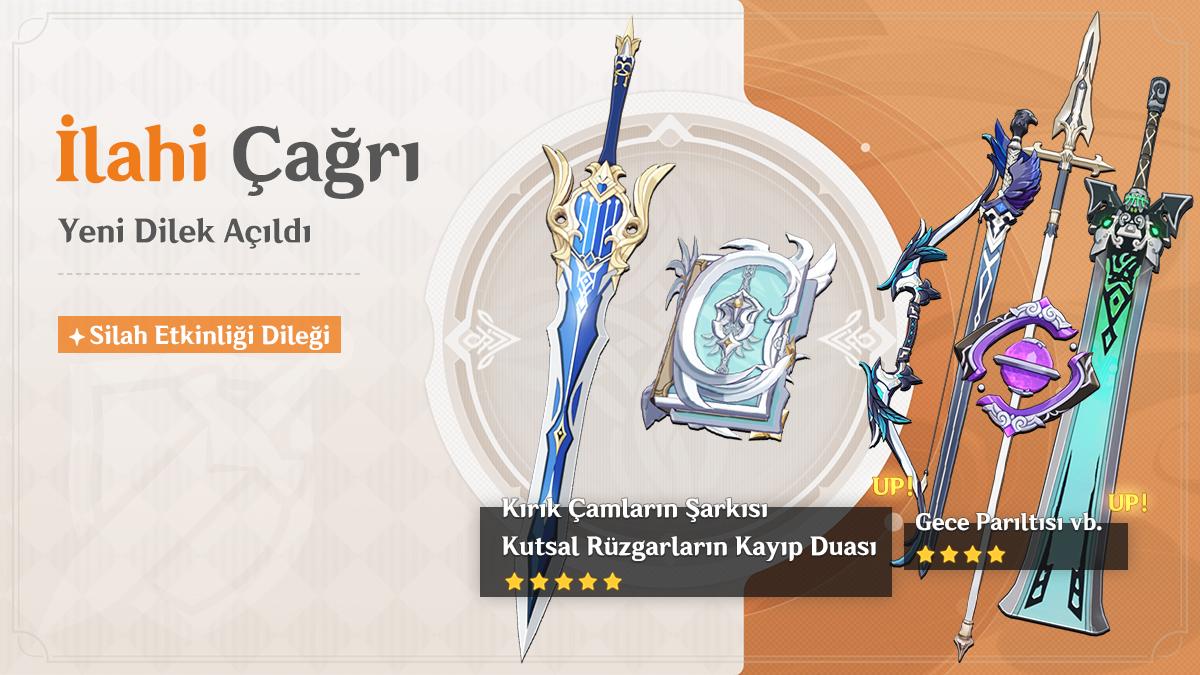 İlahi Çağrı
Yeni Dilek Açıldı
Silah Etkinliği Dileği
UP!
Kırık Çamların Şarkısı
Kutsal Rüzgarların Kayıp Duası
UP!
Gece Parıltısı vb.